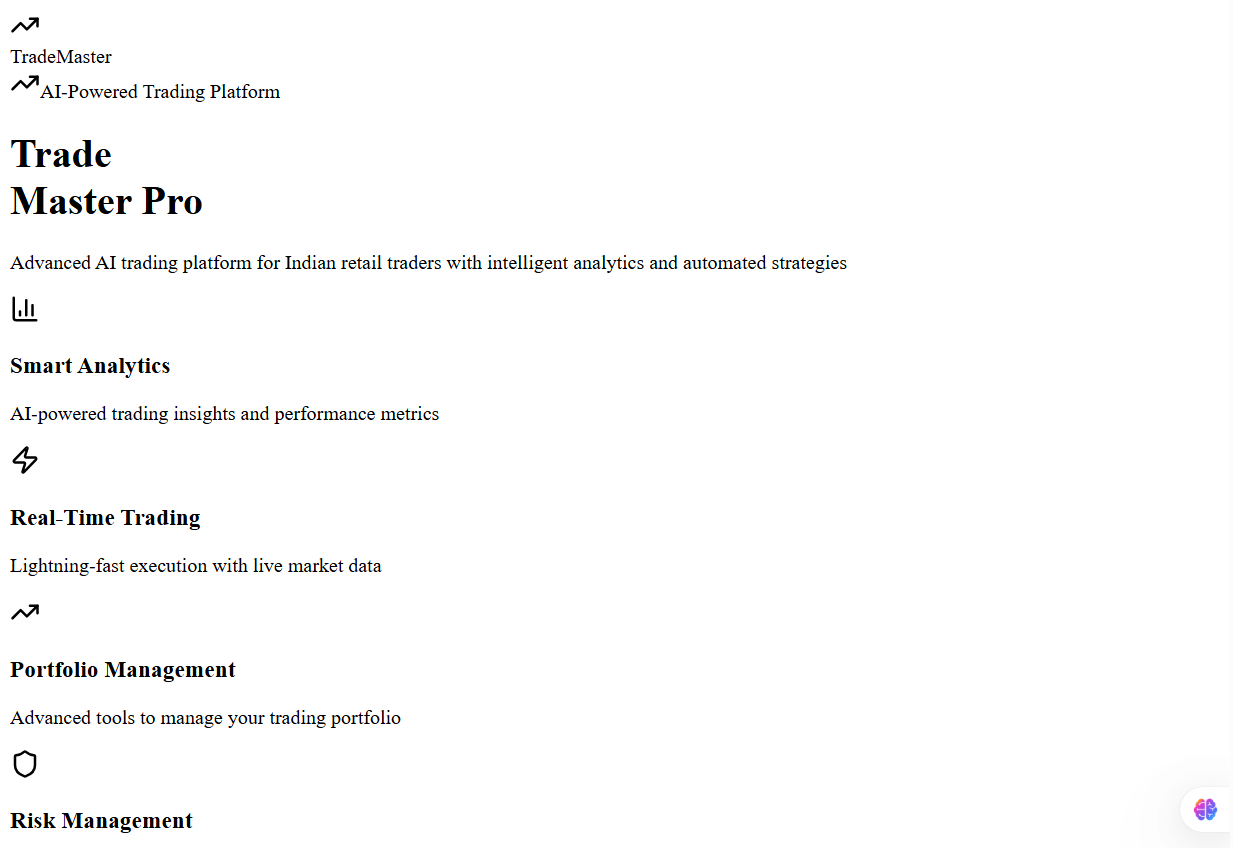 TradeMaster
AI-Powered Trading Platform
Trade
Master Pro
Advanced AI trading platform for Indian retail traders with intelligent analytics and automated strategies
Smart Analytics
AI-powered trading insights and performance metrics
Real-Time Trading
Lightning-fast execution with live market data
Portfolio Management
Advanced tools to manage your trading portfolio
Risk Management